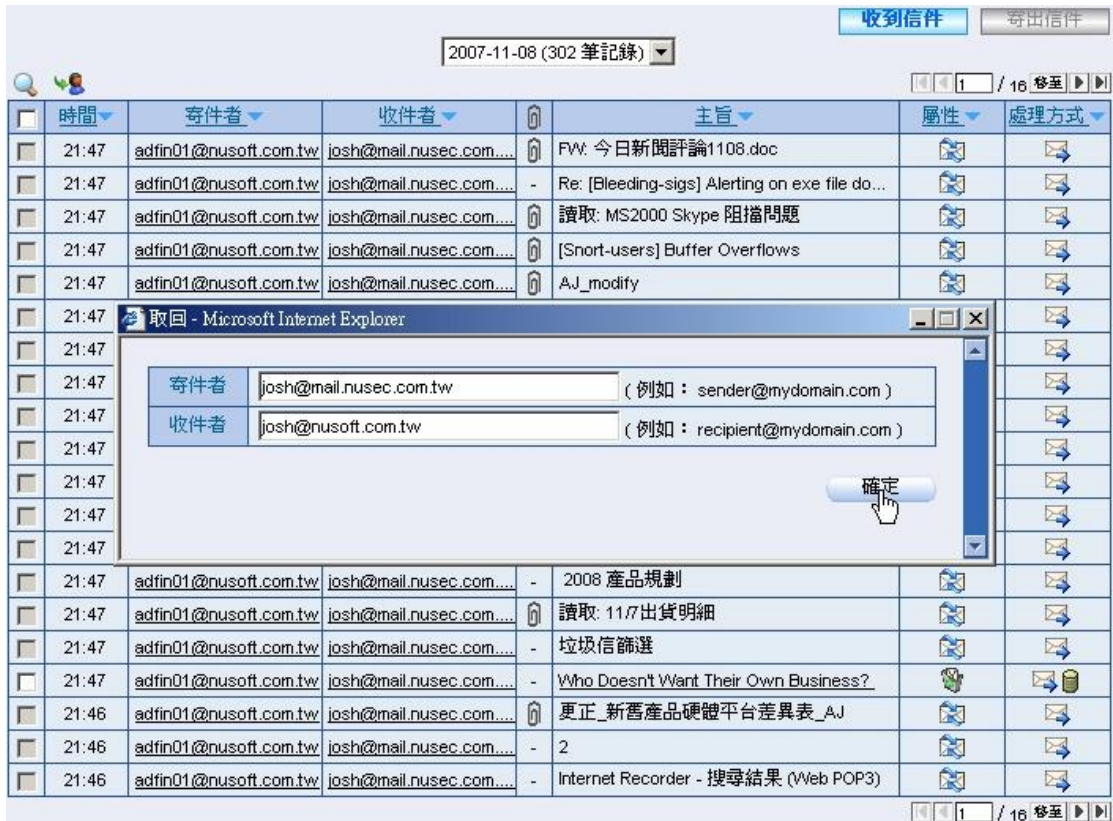 收到信件 寄出信件
2007-11-08 (302 筆記錄)
1 / 16 移至
時間 寄件者 收件者 主旨 屬性 處理方式
21:47 adfin01@nusoft.com.tw josh@mail.nusec.com.... FW: 今日新聞評論1108.doc
21:47 adfin01@nusoft.com.tw josh@mail.nusec.com.... - Re: [Bleeding-sigs] Alerting on exe file do...
21:47 adfin01@nusoft.com.tw josh@mail.nusec.com.... 讀取: MS2000 Skype 阻擋問題
21:47 adfin01@nusoft.com.tw josh@mail.nusec.com.... [Snort-users] Buffer Overflows
21:47 adfin01@nusoft.com.tw josh@mail.nusec.com.... AJ_modify
21:47
取回 - Microsoft Internet Explorer
21:47
21:47
寄件者 josh@mail.nusec.com.tw ( 例如： sender@mydomain.com )
21:47
收件者 josh@nusoft.com.tw ( 例如： recipient@mydomain.com )
21:47
21:47
確定
21:47
21:47
21:47 adfin01@nusoft.com.tw josh@mail.nusec.com.... - 2008 產品規劃
21:47 adfin01@nusoft.com.tw josh@mail.nusec.com.... 讀取: 11/7出貨明細
21:47 adfin01@nusoft.com.tw josh@mail.nusec.com.... - 垃圾信篩選
21:47 adfin01@nusoft.com.tw josh@mail.nusec.com.... - Who Doesn't Want Their Own Business?
21:46 adfin01@nusoft.com.tw josh@mail.nusec.com.... 更正_新舊產品硬體平台差異表_AJ
21:46 adfin01@nusoft.com.tw josh@mail.nusec.com.... - 2
21:46 adfin01@nusoft.com.tw josh@mail.nusec.com.... - Internet Recorder - 搜尋結果 (Web POP3)
1 / 16 移至